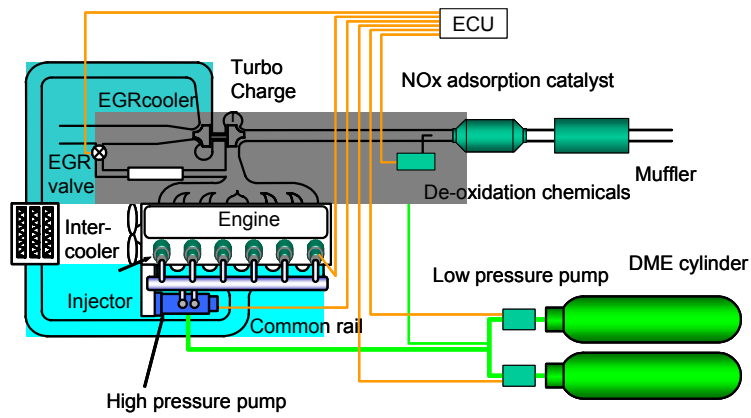 ECU
Turbo
Charge
NOx adsorption catalyst
EGRcooler
EGR
valve
Muffler
De-oxidation chemicals
Engine
Inter-
cooler
Low pressure pump
DME cylinder
Injector
Common rail
High pressure pump